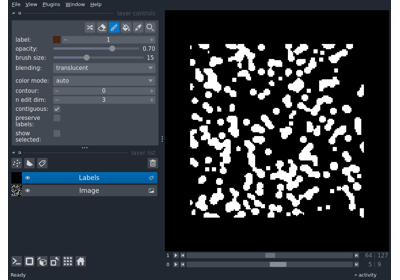 File View Plugins Window Help
layer controls
label: 1
opacity: 0.70
brush size: 15
blending: translucent
color mode: auto
contour: 0
n edit dim: 3
contiguous:
preserve
labels:
show
selected:
layer list
Labels
Image
1 64 127
0 5 9
Ready activity